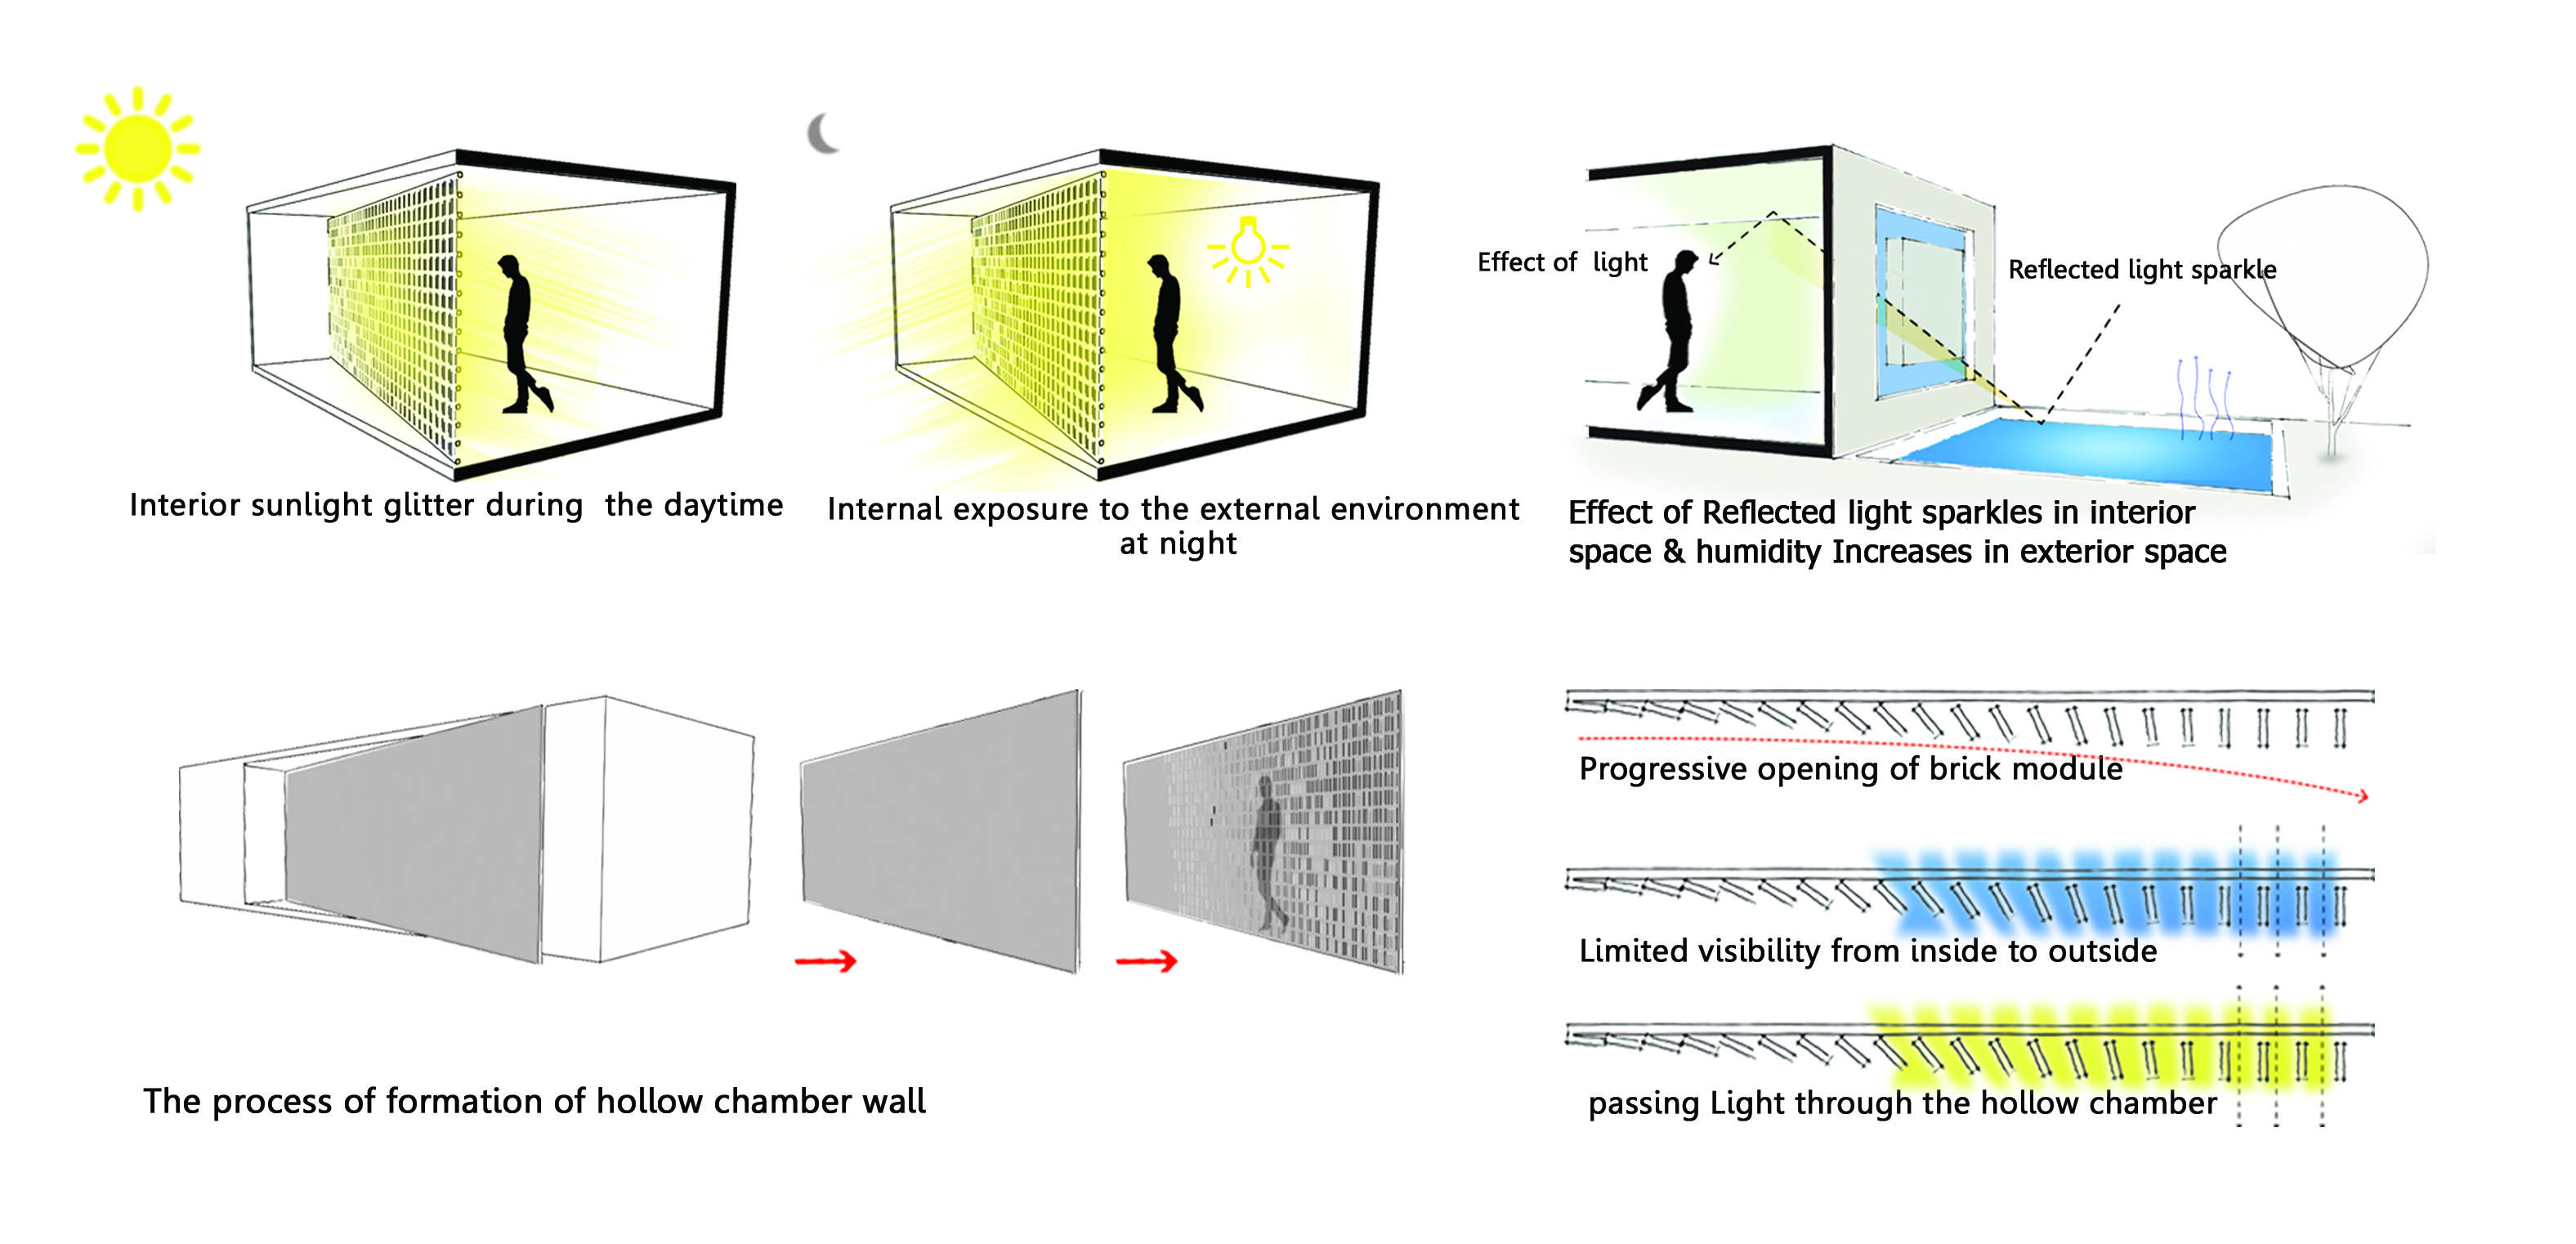 Effect of light
Reflected light sparkle
Interior sunlight glitter during the daytime
Internal exposure to the external environment
at night
Effect of Reflected light sparkles in interior
space & humidity Increases in exterior space
Progressive opening of brick module
Limited visibility from inside to outside
The process of formation of hollow chamber wall
passing Light through the hollow chamber